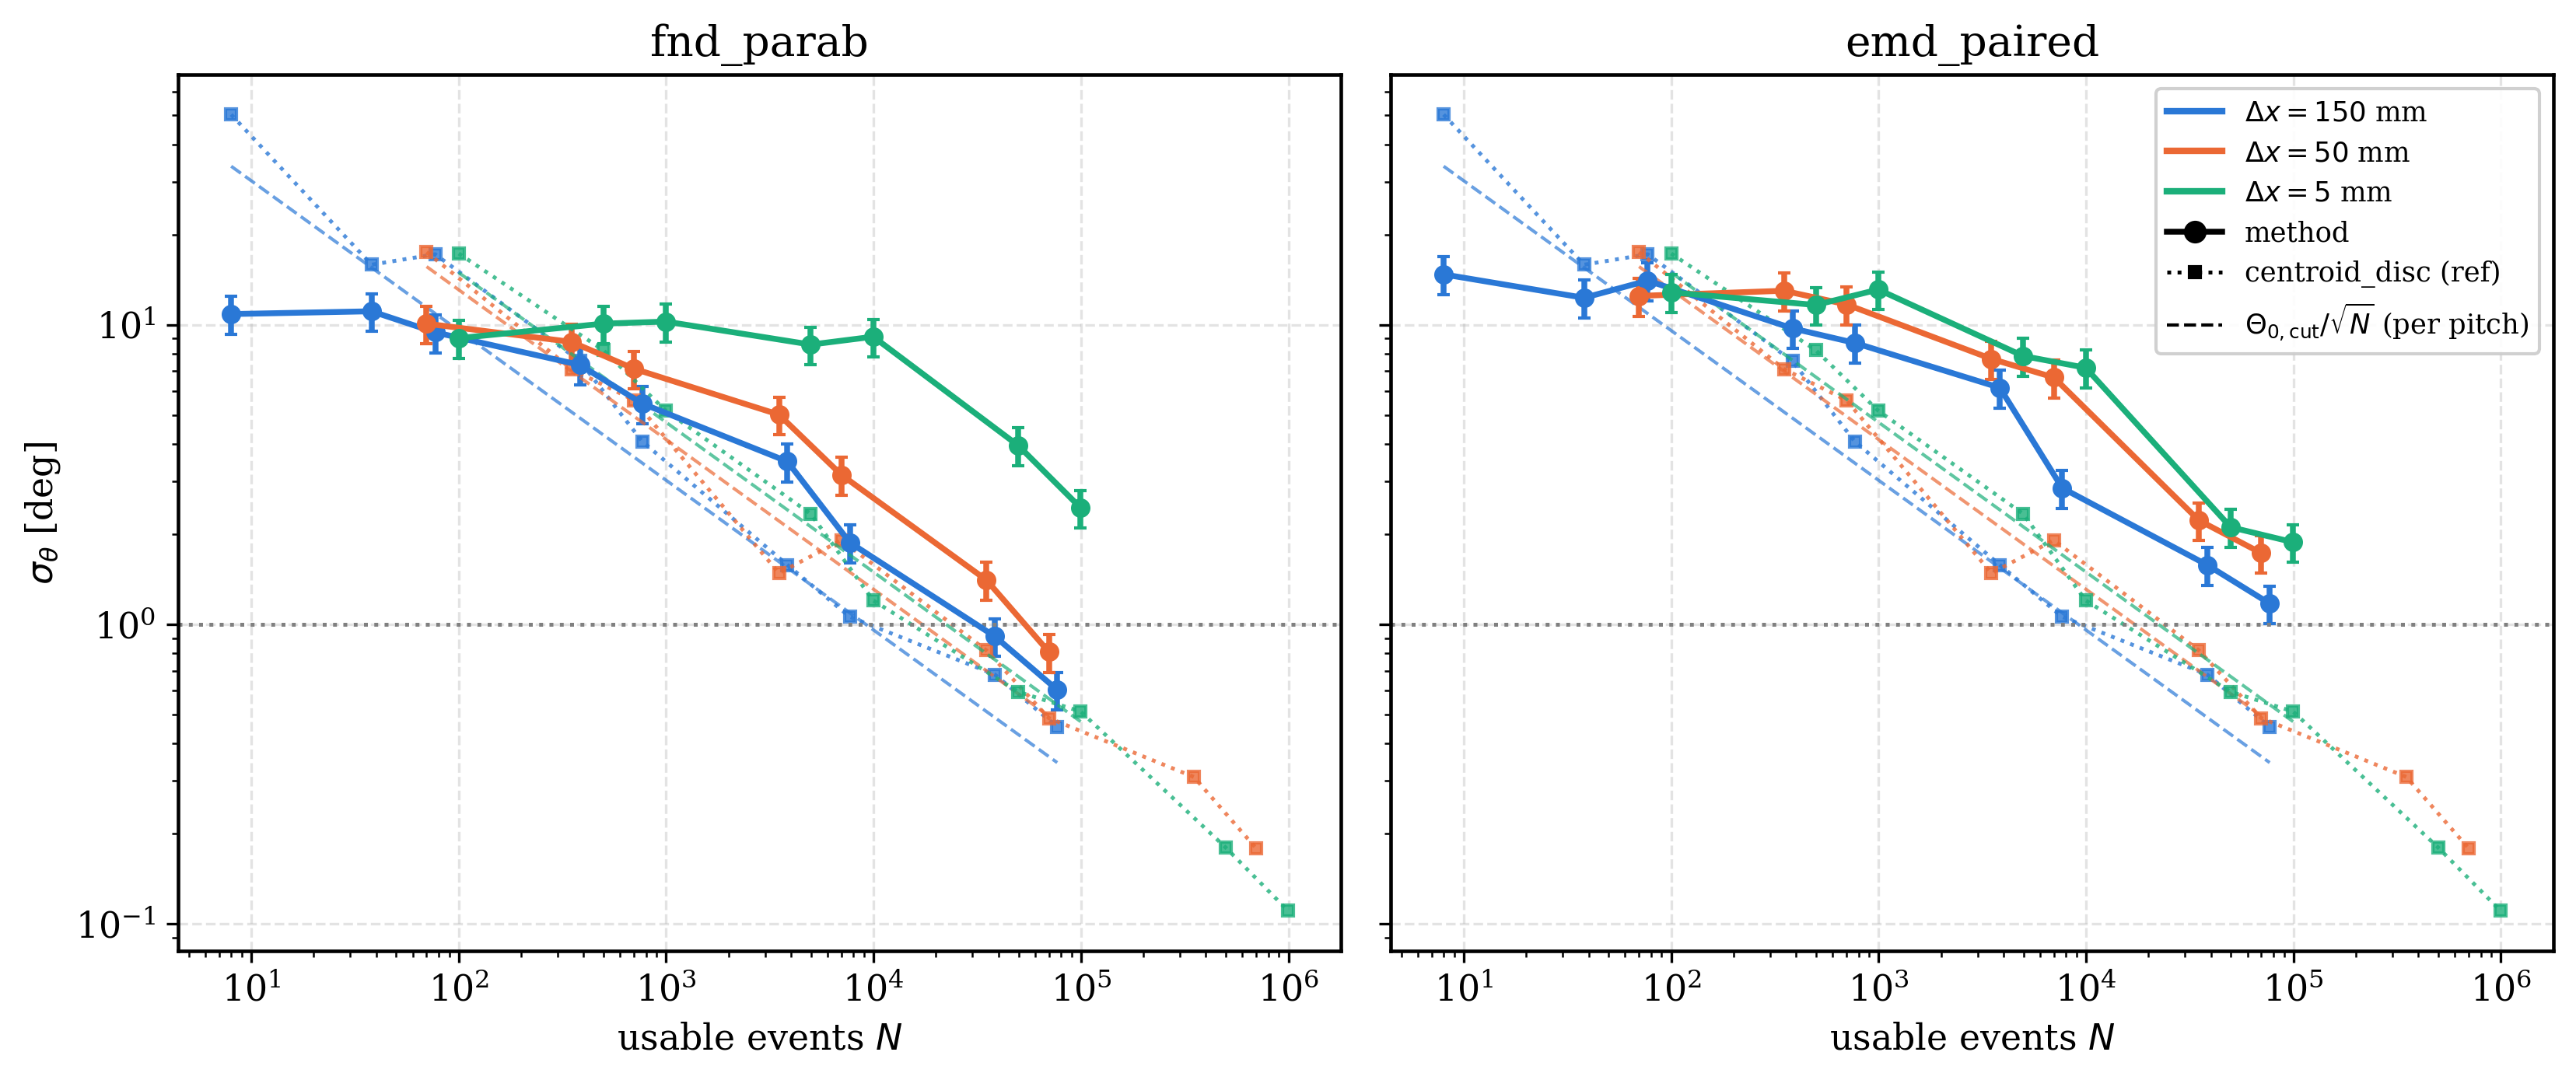 fnd_parab
emd_paired
σ_θ [deg]
10¹
10⁰
10⁻¹
10¹ 10² 10³ 10⁴ 10⁵ 10⁶
10¹ 10² 10³ 10⁴ 10⁵ 10⁶
usable events N
usable events N
Δx = 150 mm
Δx = 50 mm
Δx = 5 mm
method
centroid_disc (ref)
Θ₀,cut/√N (per pitch)